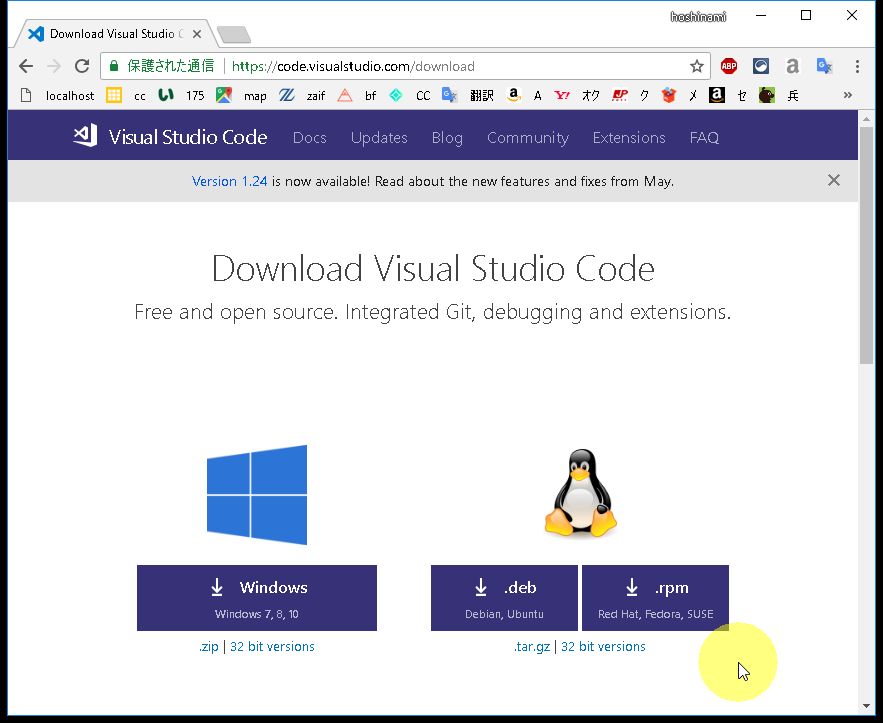 hoshinami
Download Visual Studio C
保護された通信 | https://code.visualstudio.com/download
ABP a
localhost cc 175 map zaif bf CC 翻訳 A オク ク メ セ 兵 »
Visual Studio Code Docs Updates Blog Community Extensions FAQ
Version 1.24 is now available! Read about the new features and fixes from May.
Download Visual Studio Code
Free and open source. Integrated Git, debugging and extensions.
Windows
Windows 7, 8, 10
.deb
Debian, Ubuntu
.rpm
Red Hat, Fedora, SUSE
.zip | 32 bit versions
.tar.gz | 32 bit versions